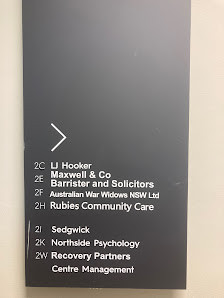 2C LJ Hooker
2E Maxwell & Co
Barrister and Solicitors
2F Australian War Widows NSW Ltd
2H Rubies Community Care
2I Sedgwick
2K Northside Psychology
2W Recovery Partners
Centre Management